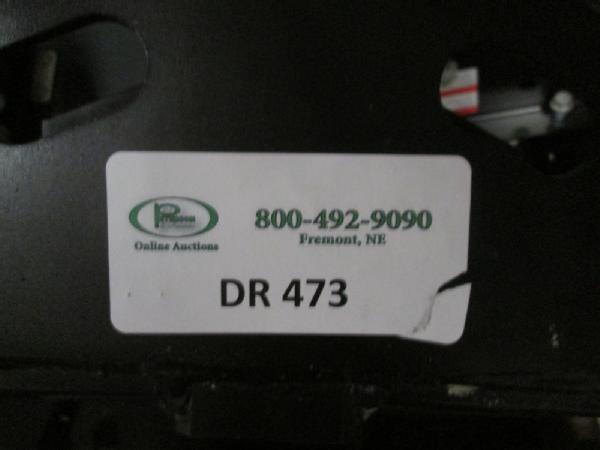 800-492-9090
Fremont, NE
Online Auctions
DR 473